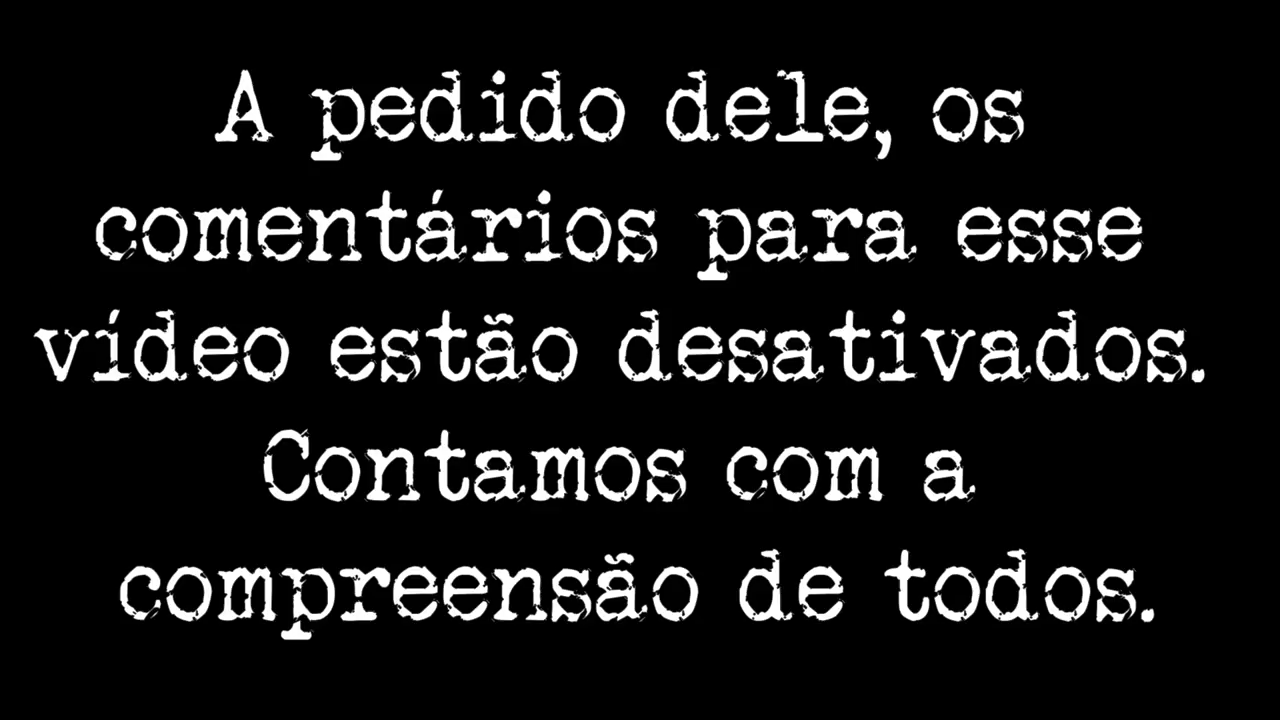 A pedido dele, os
comentários para esse
vídeo estão desativados.
Contamos com a
compreensão de todos.